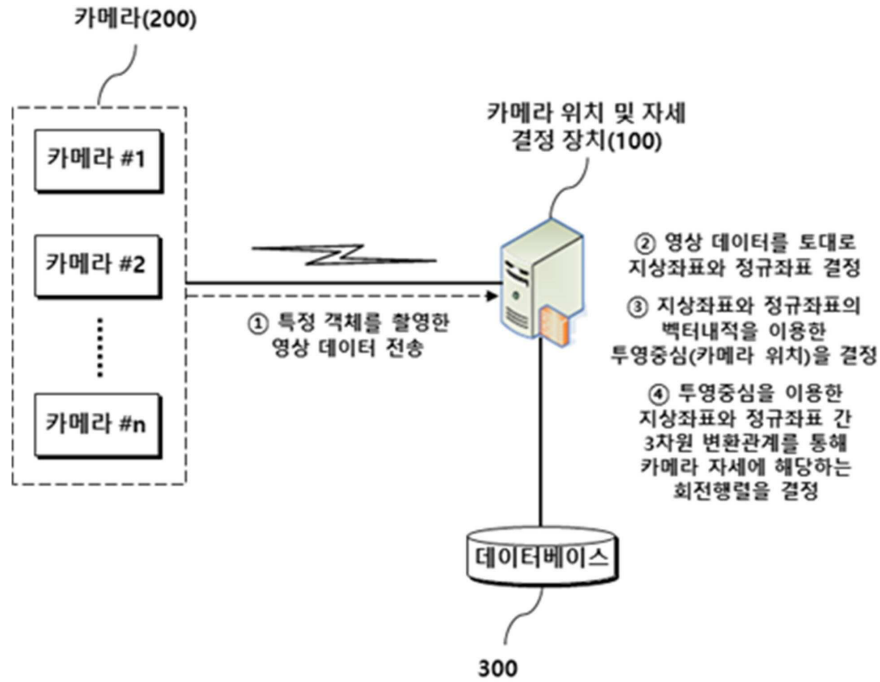 카메라(200)
카메라 #1
카메라 #2
카메라 #n
① 특정 객체를 촬영한
영상 데이터 전송
카메라 위치 및 자세
결정 장치(100)
② 영상 데이터를 토대로
지상좌표와 정규좌표 결정
③ 지상좌표와 정규좌표의
벡터내적을 이용한
투영중심(카메라 위치)을 결정
④ 투영중심을 이용한
지상좌표와 정규좌표 간
3차원 변환관계를 통해
카메라 자세에 해당하는
회전행렬을 결정
데이터베이스
300